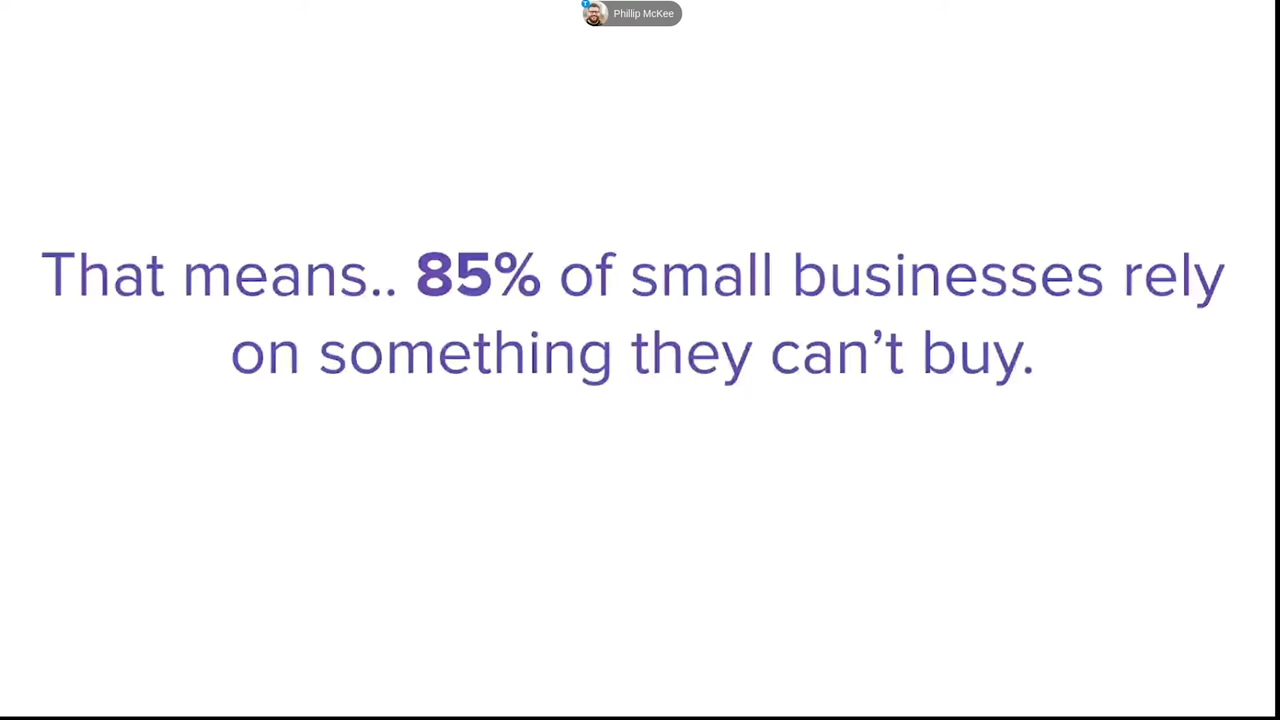 Phillip McKee
That means.. 85% of small businesses rely
on something they can’t buy.